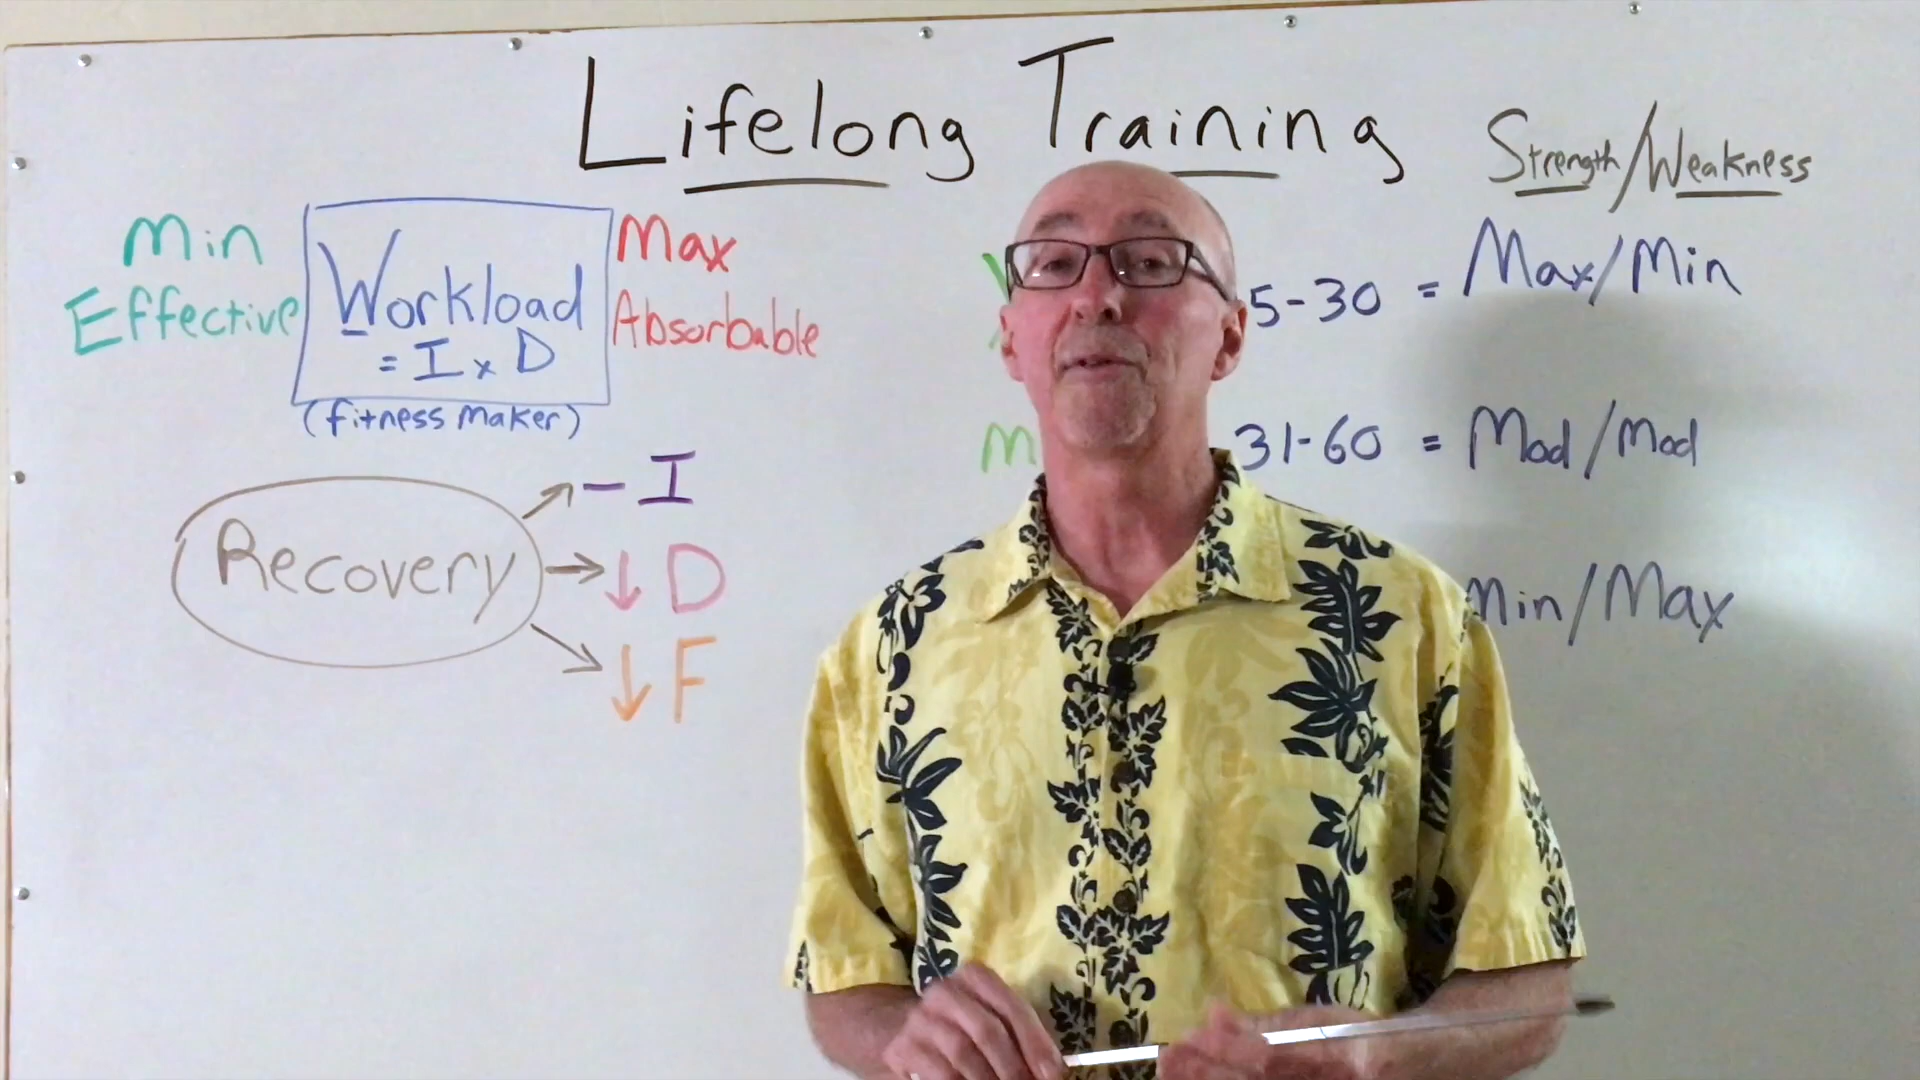 Lifelong Training
Strength/Weakness
Min
Effective
Workload
= I x D
(fitness maker)
Max
Absorbable
Recovery
- I
↓ D
↓ F
5-30 = Max/Min
31-60 = Mod/Mod
Min/Max